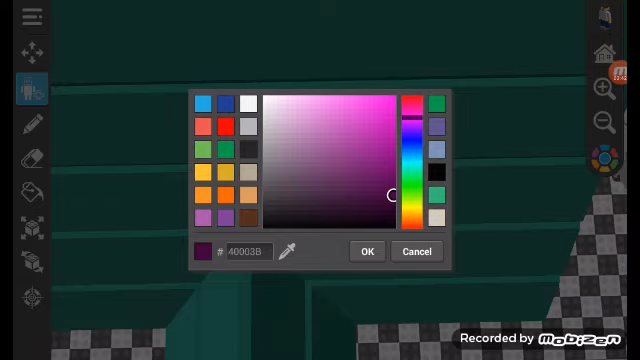 # 40003B
OK
Cancel
Recorded by
MOBIZEN